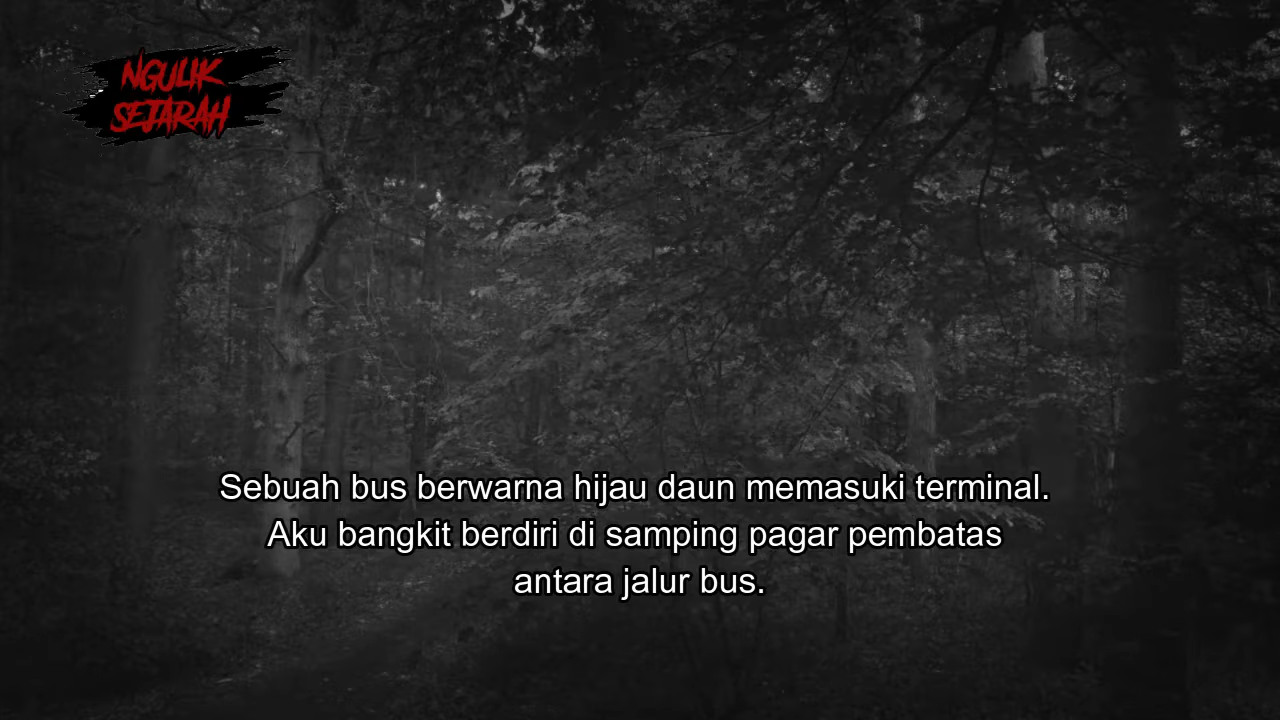 NGULIK
SEJARAH
Sebuah bus berwarna hijau daun memasuki terminal.
Aku bangkit berdiri di samping pagar pembatas
antara jalur bus.